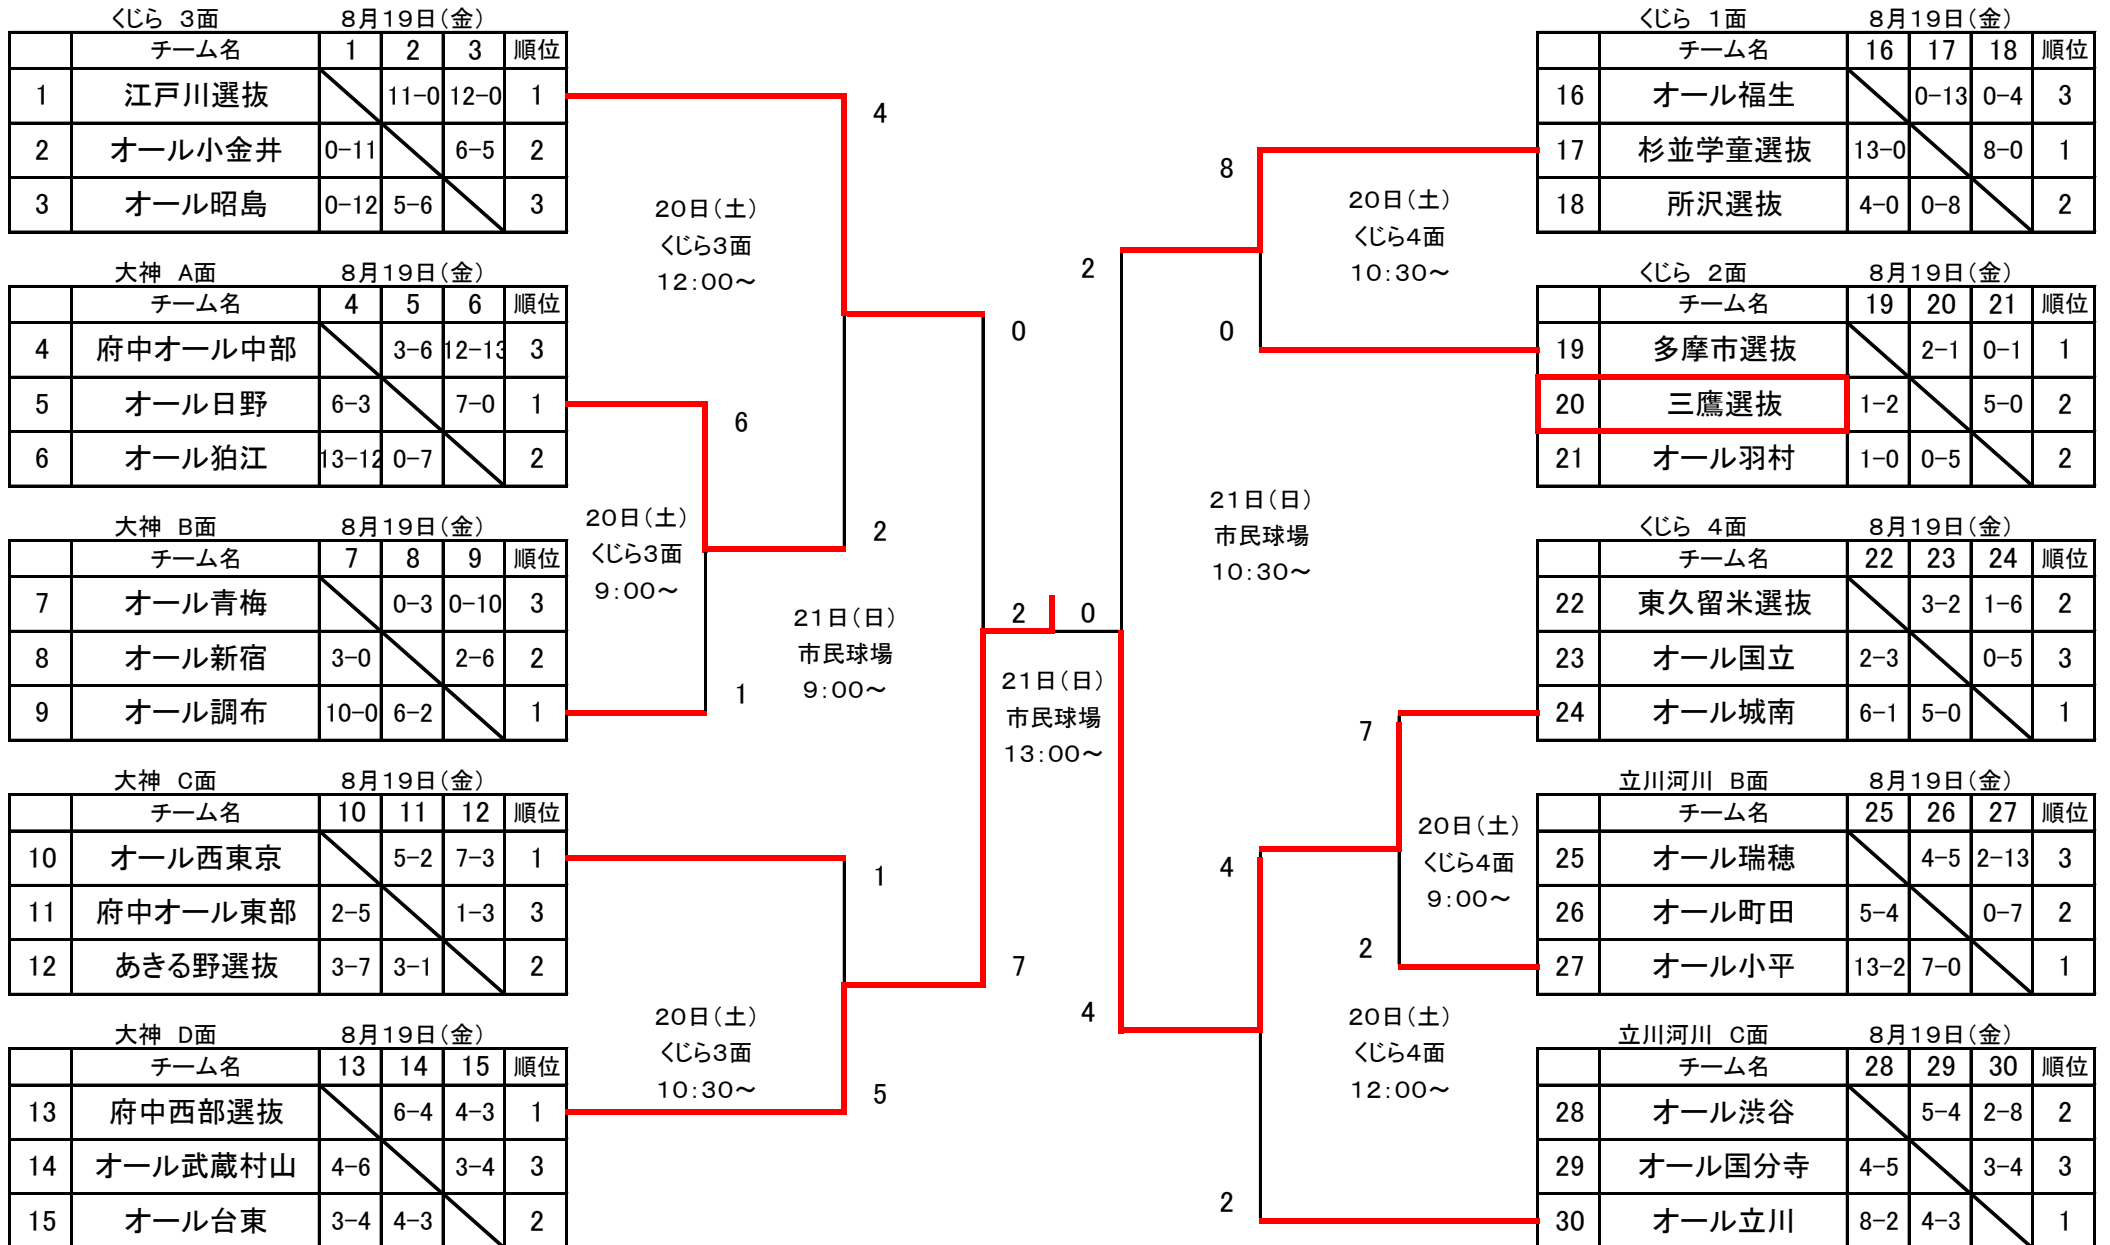 くじら 3面 8月19日(金)
チーム名 1 2 3 順位
1 江戸川選抜 11-0 12-0 1
2 オール小金井 0-11 6-5 2
3 オール昭島 0-12 5-6 3
大神 A面 8月19日(金)
チーム名 4 5 6 順位
4 府中オール中部 3-6 12-13 3
5 オール日野 6-3 7-0 1
6 オール狛江 13-12 0-7 2
大神 B面 8月19日(金)
チーム名 7 8 9 順位
7 オール青梅 0-3 0-10 3
8 オール新宿 3-0 2-6 2
9 オール調布 10-0 6-2 1
大神 C面 8月19日(金)
チーム名 10 11 12 順位
10 オール西東京 5-2 7-3 1
11 府中オール東部 2-5 1-3 3
12 あきる野選抜 3-7 3-1 2
大神 D面 8月19日(金)
チーム名 13 14 15 順位
13 府中西部選抜 6-4 4-3 1
14 オール武蔵村山 4-6 3-4 3
15 オール台東 3-4 4-3 2
4
20日(土)
くじら3面
12:00~
0
6
20日(土)
くじら3面
9:00~
2
1
21日(日)
市民球場
9:00~
1
7
20日(土)
くじら3面
10:30~
5
2 0
21日(日)
市民球場
13:00~
8
20日(土)
くじら4面
10:30~
2
0
21日(日)
市民球場
10:30~
7
20日(土)
くじら4面
9:00~
4
2
4
20日(土)
くじら4面
12:00~
2
くじら 1面 8月19日(金)
チーム名 16 17 18 順位
16 オール福生 0-13 0-4 3
17 杉並学童選抜 13-0 8-0 1
18 所沢選抜 4-0 0-8 2
くじら 2面 8月19日(金)
チーム名 19 20 21 順位
19 多摩市選抜 2-1 0-1 1
20 三鷹選抜 1-2 5-0 2
21 オール羽村 1-0 0-5 2
くじら 4面 8月19日(金)
チーム名 22 23 24 順位
22 東久留米選抜 3-2 1-6 2
23 オール国立 2-3 0-5 3
24 オール城南 6-1 5-0 1
立川河川 B面 8月19日(金)
チーム名 25 26 27 順位
25 オール瑞穂 4-5 2-13 3
26 オール町田 5-4 0-7 2
27 オール小平 13-2 7-0 1
立川河川 C面 8月19日(金)
チーム名 28 29 30 順位
28 オール渋谷 5-4 2-8 2
29 オール国分寺 4-5 3-4 3
30 オール立川 8-2 4-3 1